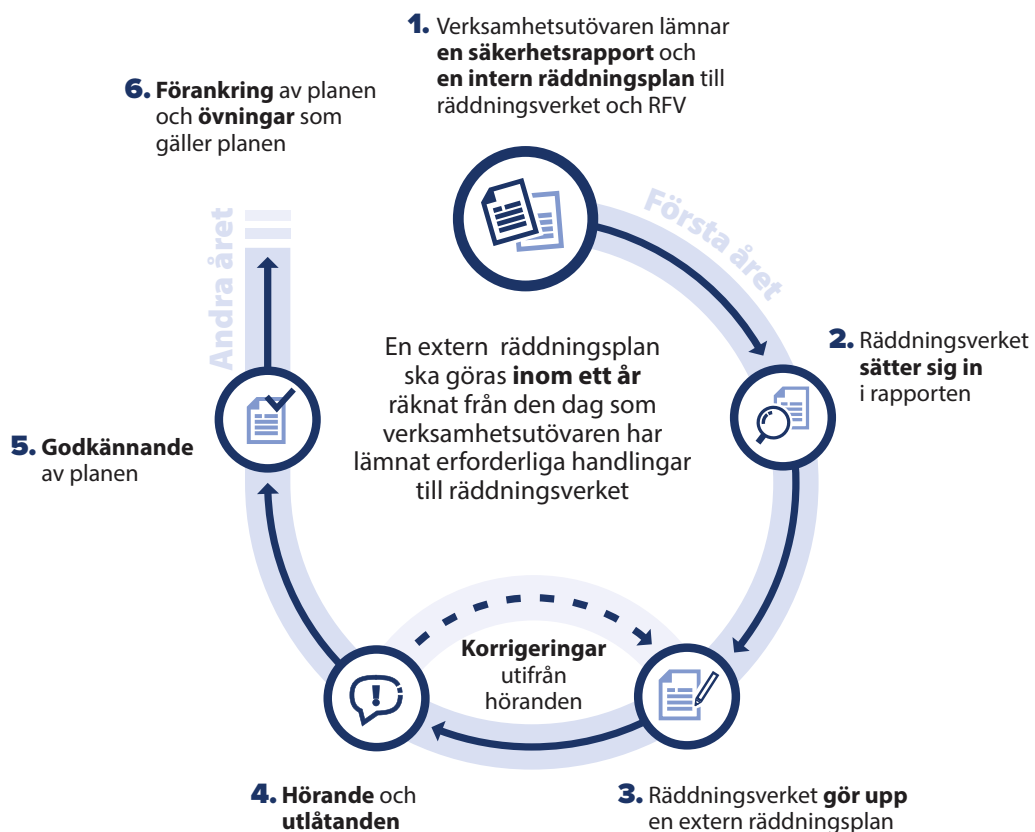 1. Verksamhetsutövaren lämnar
en säkerhetsrapport och
en intern räddningsplan till
räddningsverket och RFV
Första året
2. Räddningsverket
sätter sig in
i rapporten
3. Räddningsverket gör upp
en extern räddningsplan
4. Hörande och
utlåtanden
Korrigeringar
utifrån
höranden
5. Godkännande
av planen
Andra året
6. Förankring av planen
och övningar som
gäller planen
En extern räddningsplan
ska göras inom ett år
räknat från den dag som
verksamhetsutövaren har
lämnat erforderliga handlingar
till räddningsverket